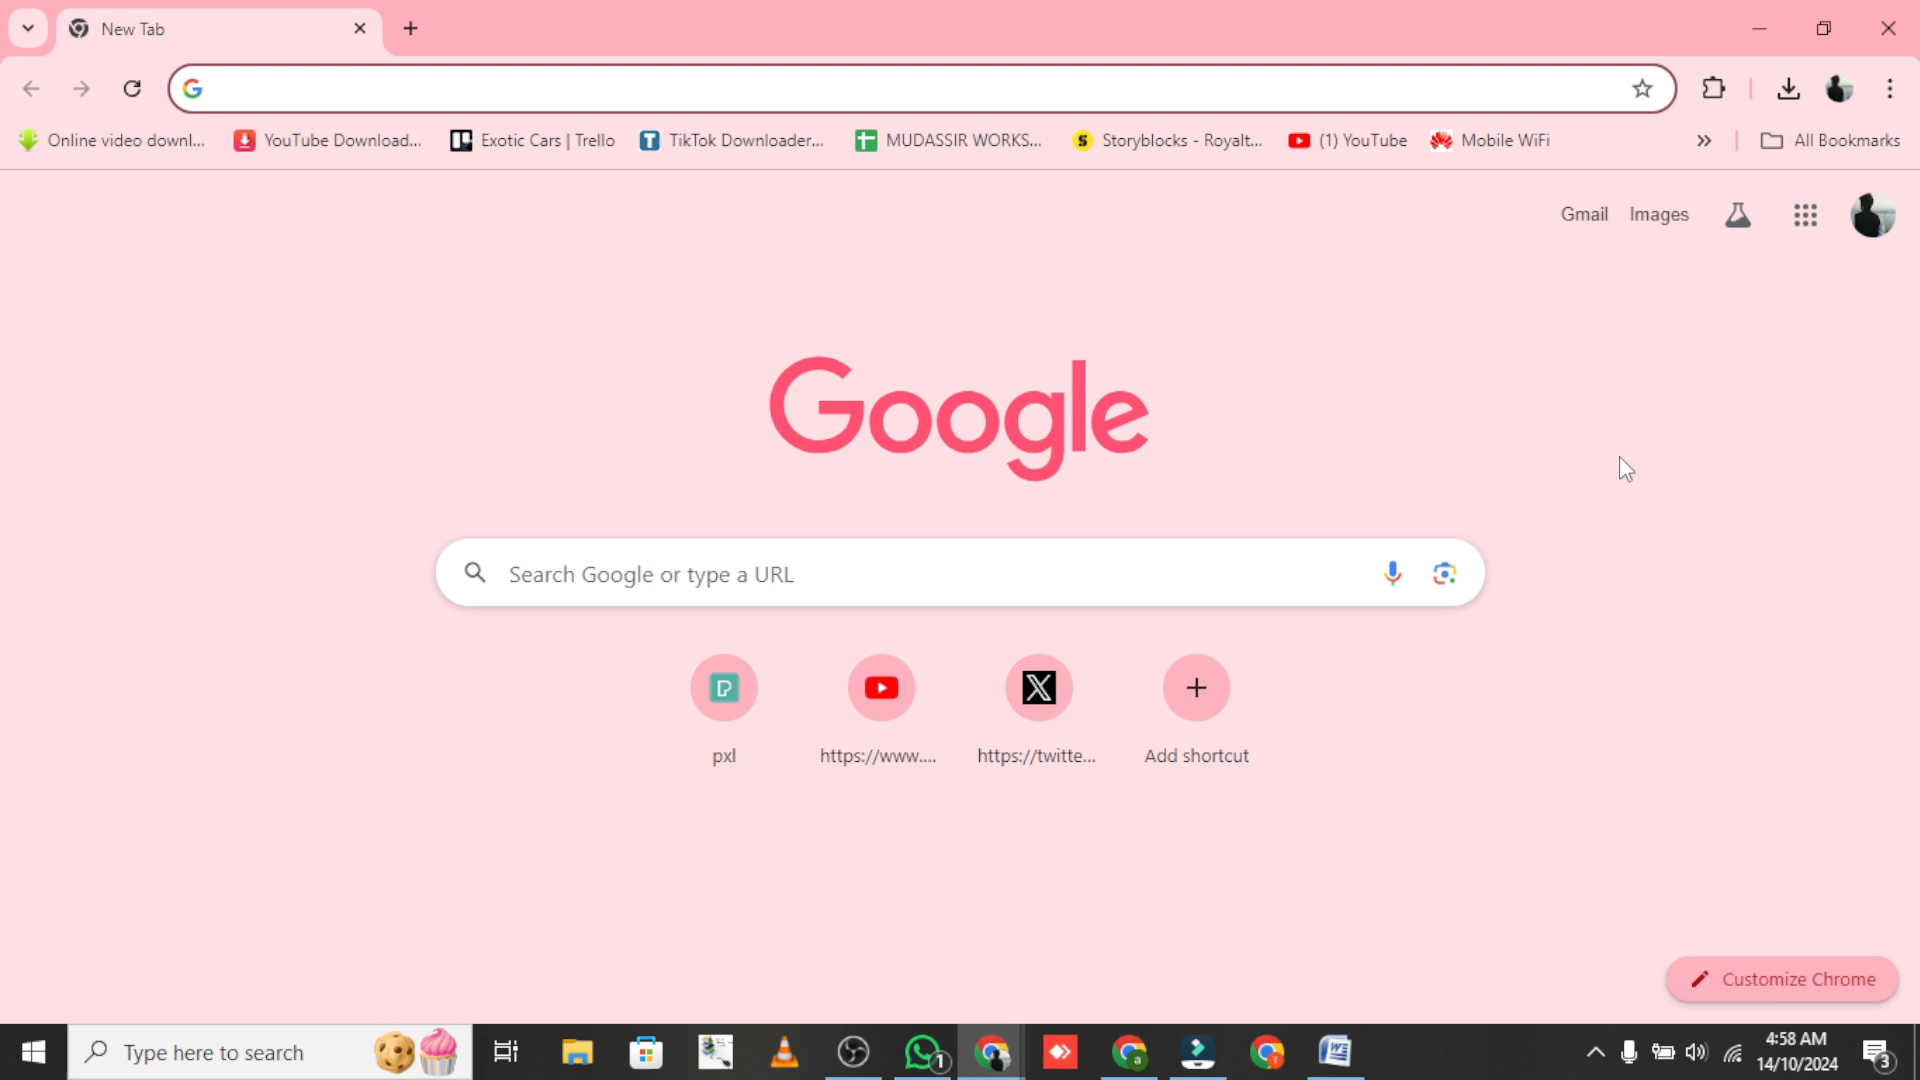 New Tab
Online video downl...
YouTube Download...
Exotic Cars | Trello
TikTok Downloader...
MUDASSIR WORKS...
Storyblocks - Royalt...
(1) YouTube
Mobile WiFi
All Bookmarks
Gmail
Images
Google
Search Google or type a URL
pxl
https://www....
https://twitte...
Add shortcut
Customize Chrome
Type here to search
1
4:58 AM
14/10/2024
3